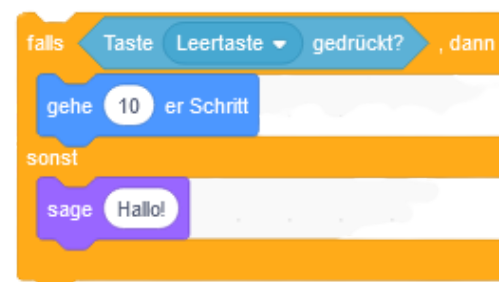 falls Taste Leertaste gedrückt? , dann
gehe 10 er Schritt
sonst
sage Hallo!